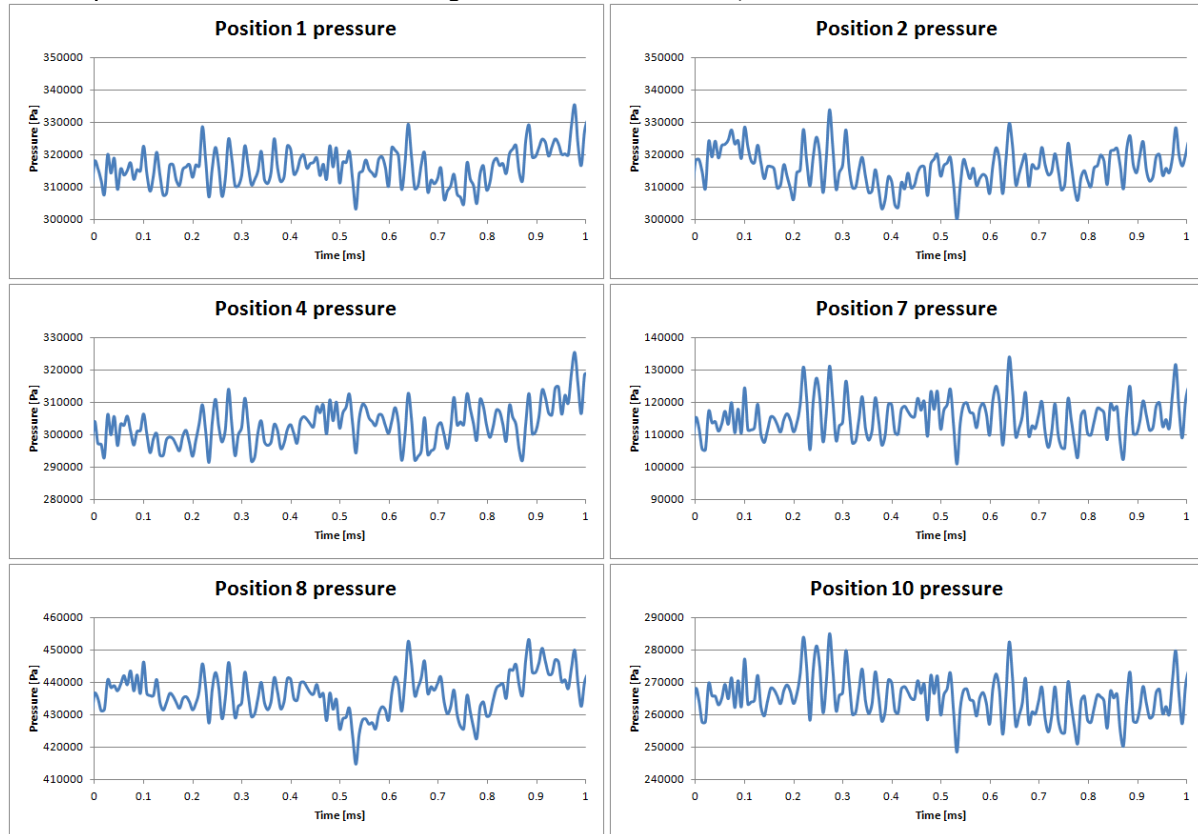 Position 1 pressure
Pressure [Pa]
350000
340000
330000
320000
310000
300000
0 0.1 0.2 0.3 0.4 0.5 0.6 0.7 0.8 0.9 1
Time [ms]
Position 2 pressure
Pressure [Pa]
350000
340000
330000
320000
310000
300000
0 0.1 0.2 0.3 0.4 0.5 0.6 0.7 0.8 0.9 1
Time [ms]
Position 4 pressure
Pressure [Pa]
330000
320000
310000
300000
290000
280000
0 0.1 0.2 0.3 0.4 0.5 0.6 0.7 0.8 0.9 1
Time [ms]
Position 7 pressure
Pressure [Pa]
140000
130000
120000
110000
100000
90000
0 0.1 0.2 0.3 0.4 0.5 0.6 0.7 0.8 0.9 1
Time [ms]
Position 8 pressure
Pressure [Pa]
460000
450000
440000
430000
420000
410000
0 0.1 0.2 0.3 0.4 0.5 0.6 0.7 0.8 0.9 1
Time [ms]
Position 10 pressure
Pressure [Pa]
290000
280000
270000
260000
250000
240000
0 0.1 0.2 0.3 0.4 0.5 0.6 0.7 0.8 0.9 1
Time [ms]